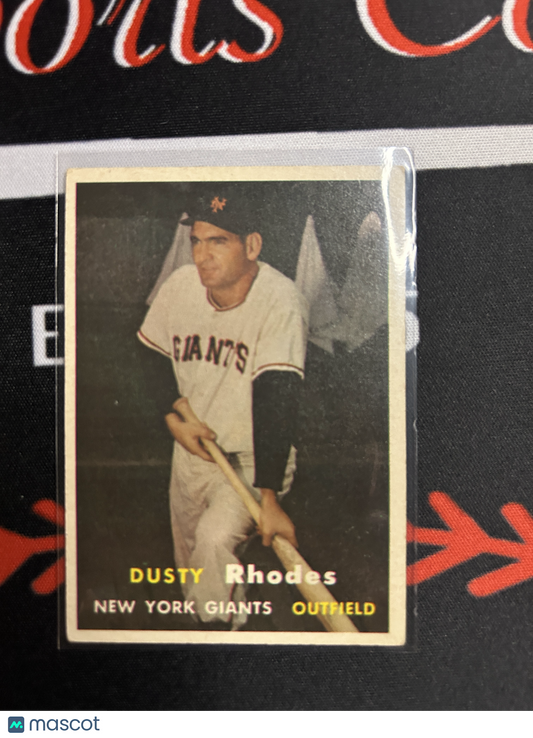 GIANTS
DUSTY Rhodes
NEW YORK GIANTS OUTFIELD
mascot